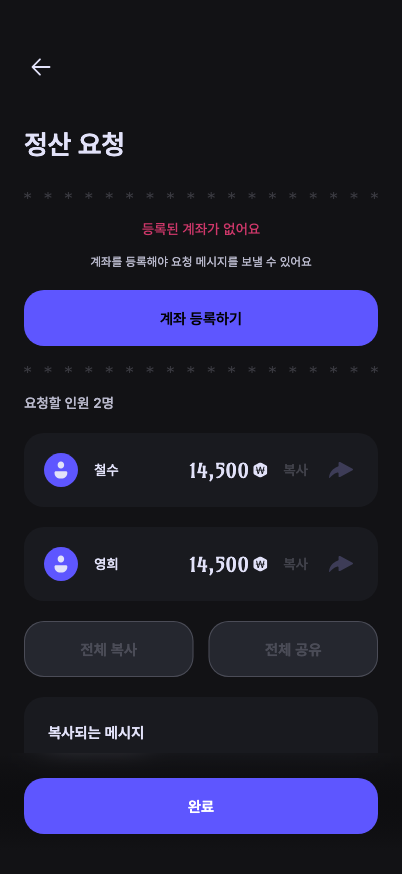 정산 요청
* * * * * * * * * * * * * * * * * *
등록된 계좌가 없어요
계좌를 등록해야 요청 메시지를 보낼 수 있어요
계좌 등록하기
* * * * * * * * * * * * * * * * * *
요청할 인원 2명
철수 14,500 ₩ 복사
영희 14,500 ₩ 복사
전체 복사 전체 공유
복사되는 메시지
완료